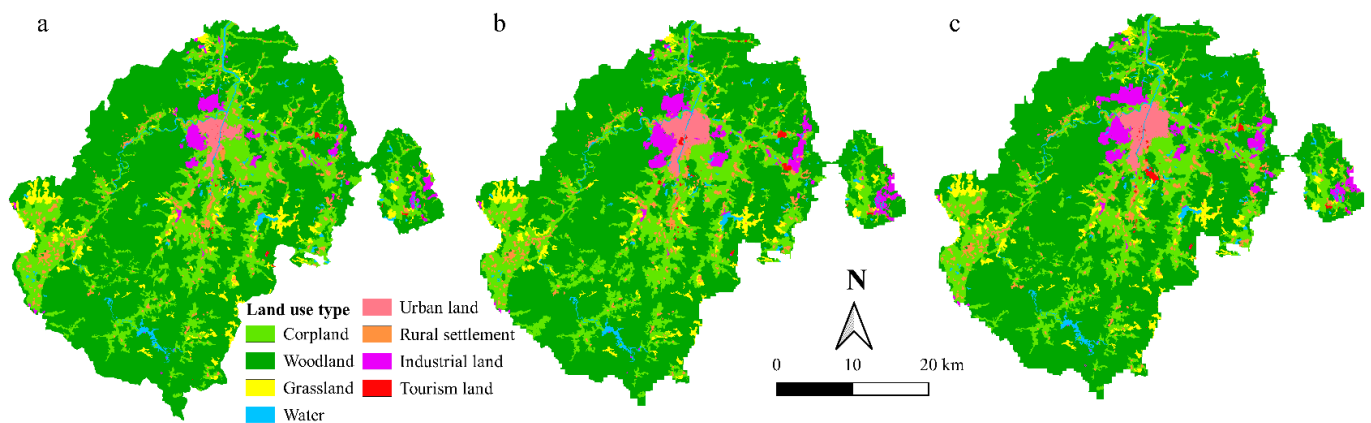 a
b
c
Land use type
Corpland
Woodland
Grassland
Water
Urban land
Rural settlement
Industrial land
Tourism land
N
0 10 20 km